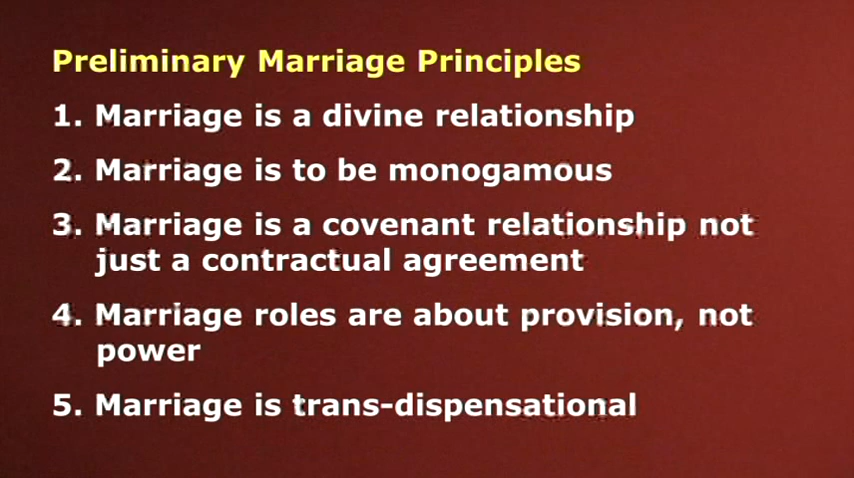 Preliminary Marriage Principles
1. Marriage is a divine relationship
2. Marriage is to be monogamous
3. Marriage is a covenant relationship not
just a contractual agreement
4. Marriage roles are about provision, not
power
5. Marriage is trans-dispensational